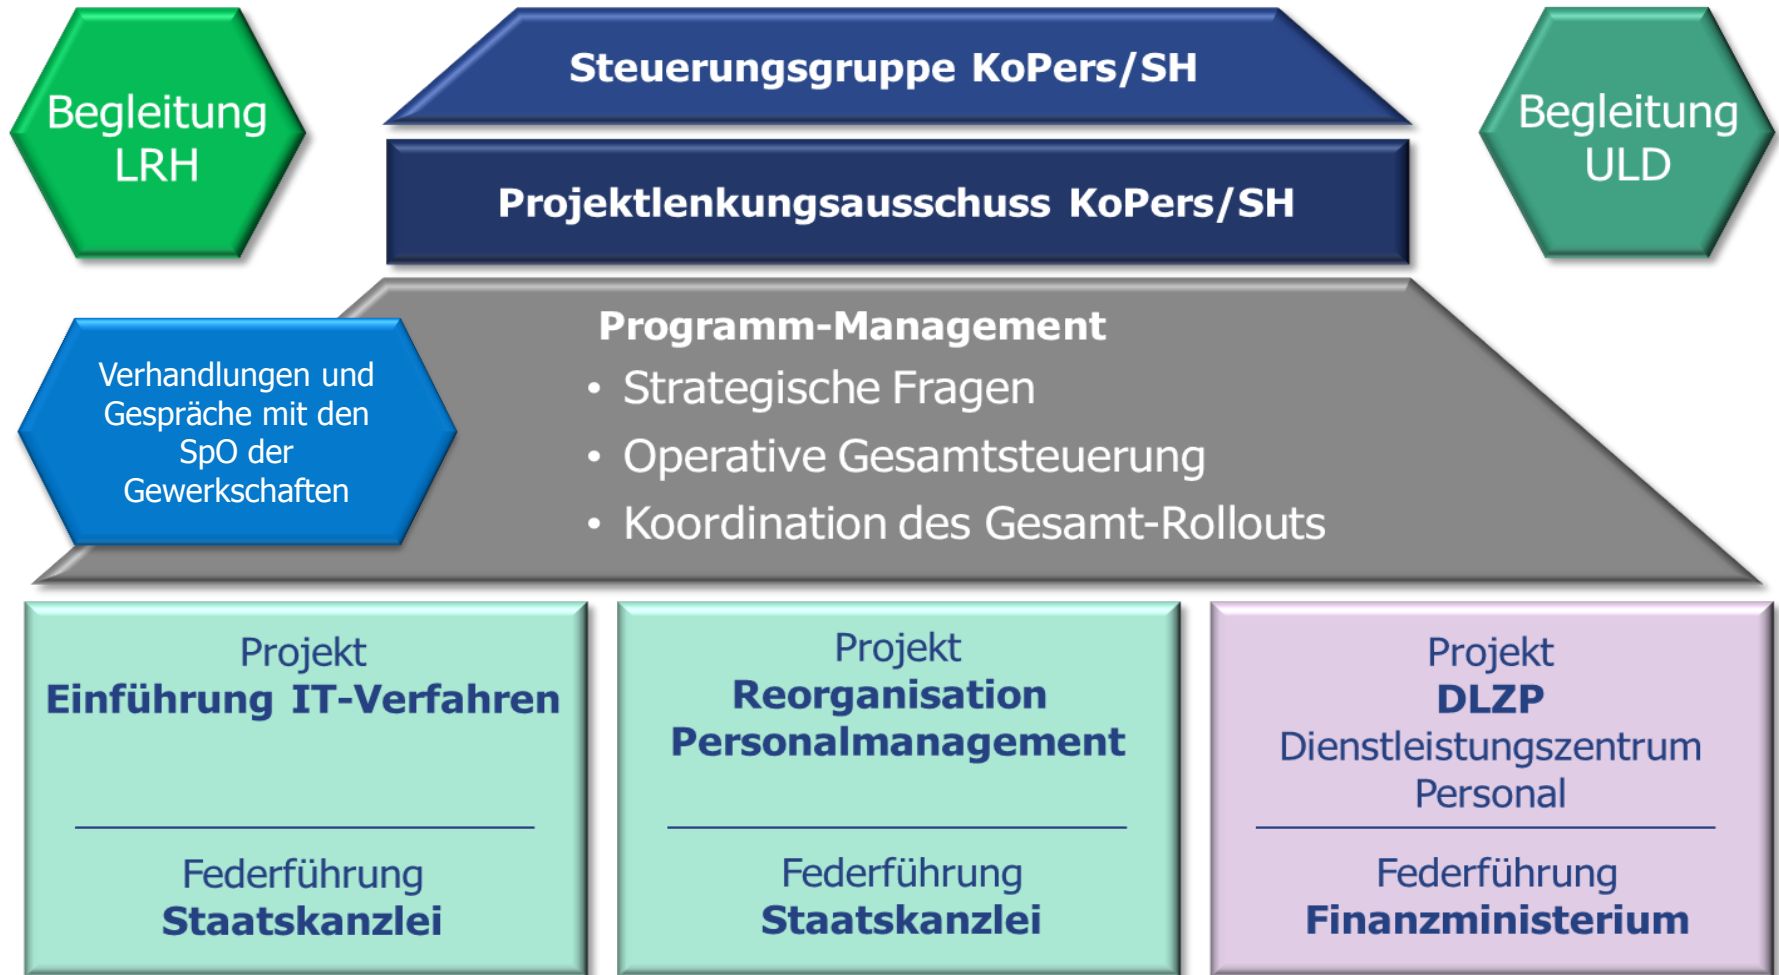 Begleitung
LRH
Steuerungsgruppe KoPers/SH
Projektlenkungsausschuss KoPers/SH
Begleitung
ULD
Verhandlungen und
Gespräche mit den
SpO der
Gewerkschaften
Programm-Management
• Strategische Fragen
• Operative Gesamtsteuerung
• Koordination des Gesamt-Rollouts
Projekt
Einführung IT-Verfahren
Federführung
Staatskanzlei
Projekt
Reorganisation
Personalmanagement
Federführung
Staatskanzlei
Projekt
DLZP
Dienstleistungszentrum
Personal
Federführung
Finanzministerium